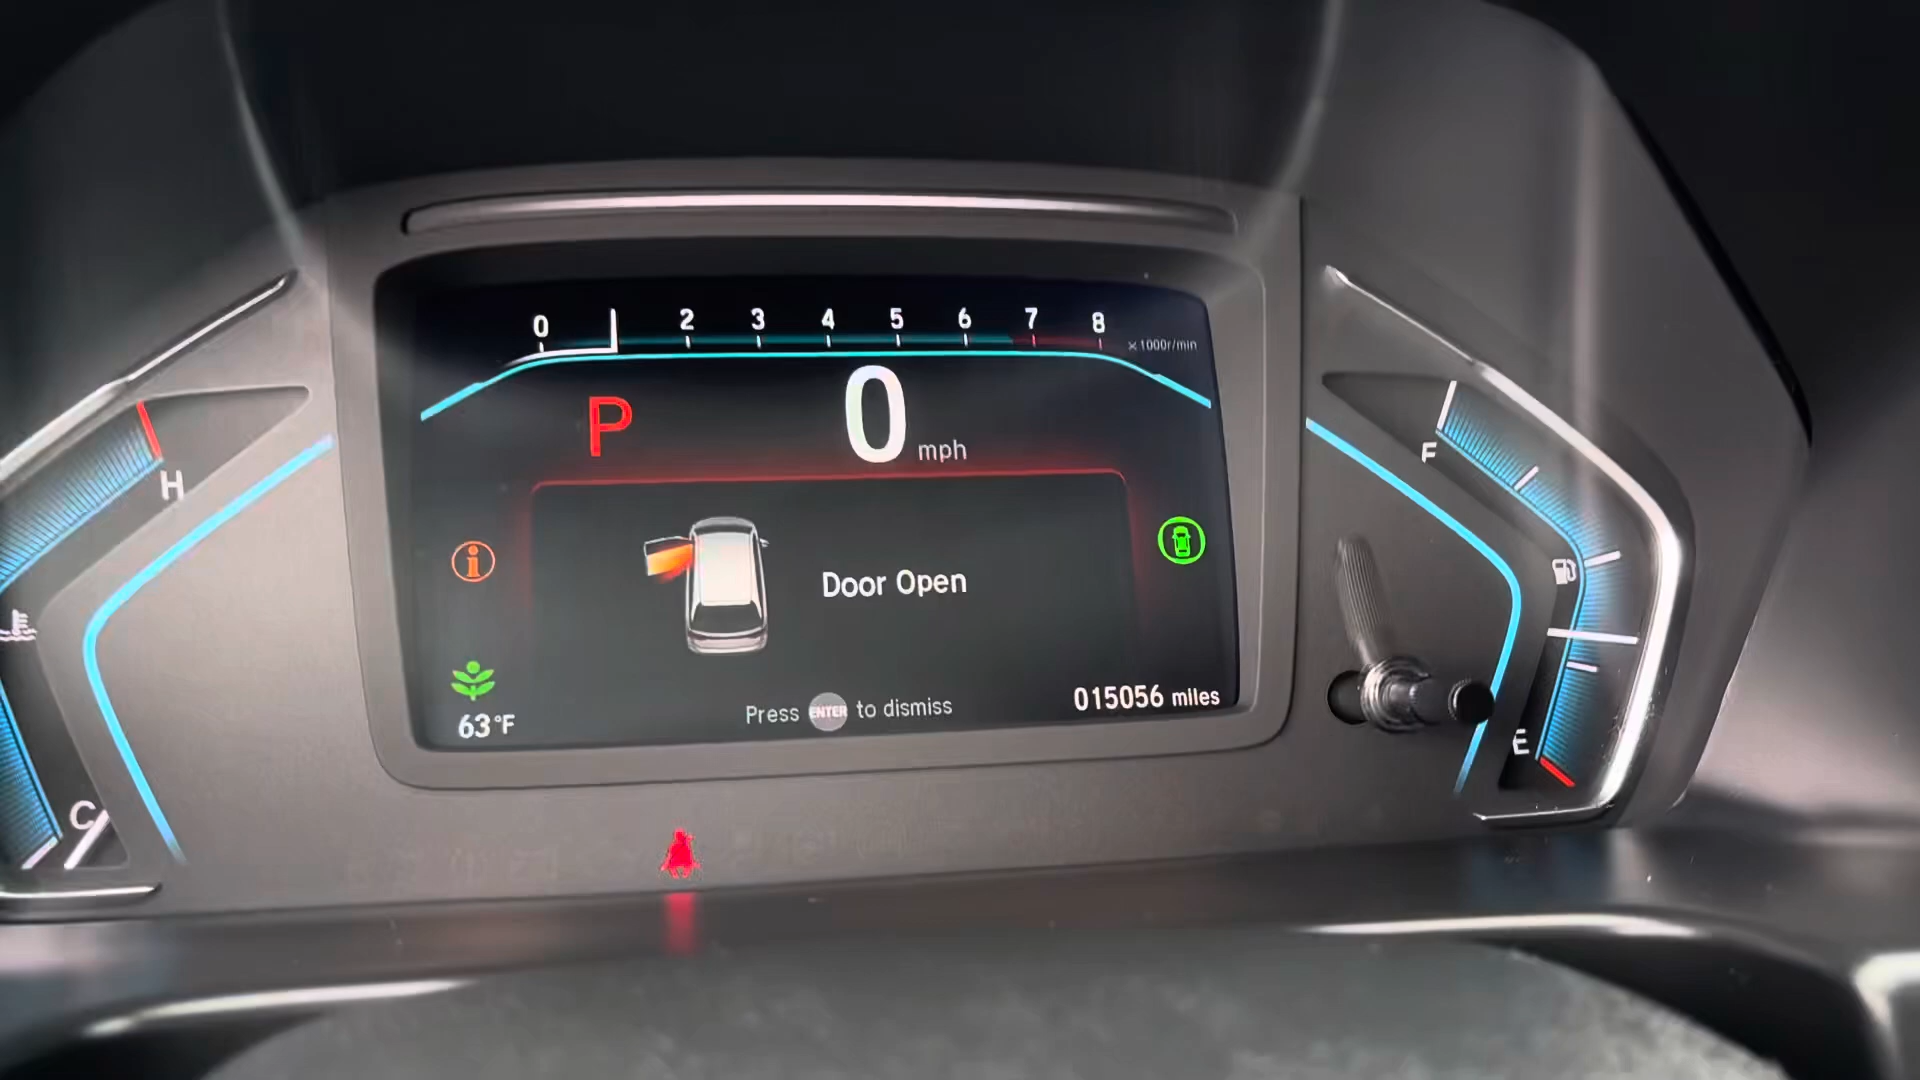 0 2 3 4 5 6 7 8
×1000r/min
P 0 mph
H
F
Door Open
Press ENTER to dismiss
015056 miles
63°F
E
C